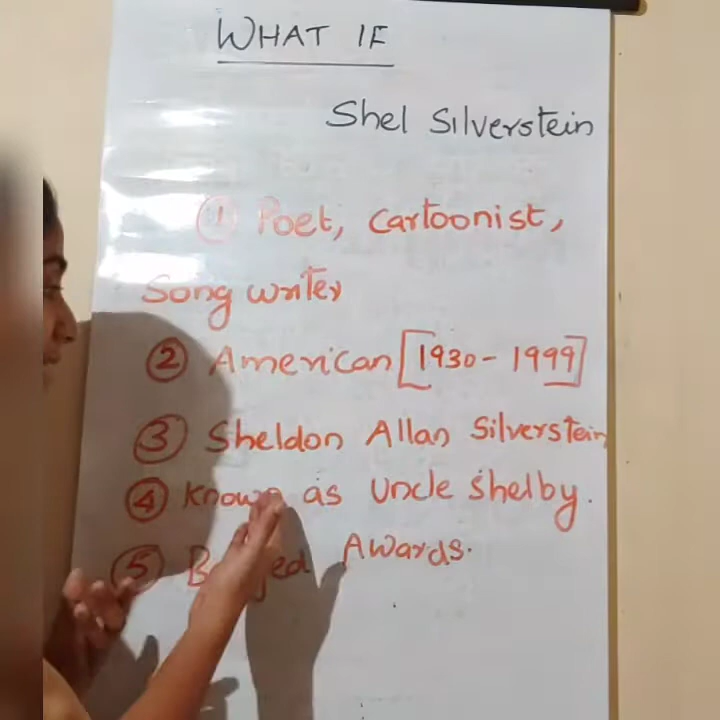 WHAT IF
Shel Silverstein
① Poet, cartoonist,
Song writer
② American [1930 - 1999]
③ Sheldon Allan Silverstein
④ known as Uncle Shelby.
⑤ Awards.